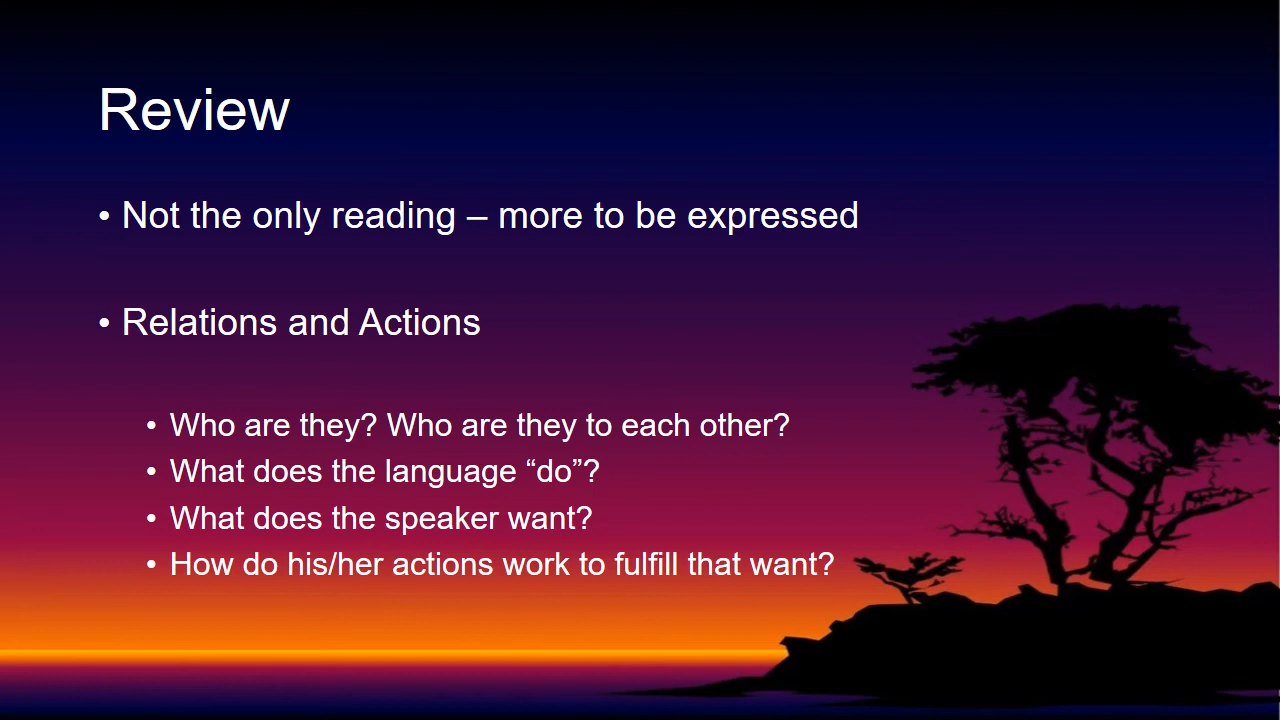 Review
• Not the only reading – more to be expressed
• Relations and Actions
• Who are they? Who are they to each other?
• What does the language “do”?
• What does the speaker want?
• How do his/her actions work to fulfill that want?